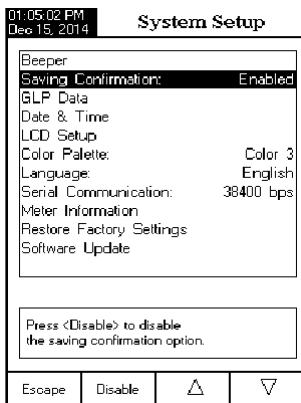 01:05:02 PM
Dec 15, 2014
System Setup
Beeper
Saving Confirmation: Enabled
GLP Data
Date & Time
LCD Setup
Color Palette: Color 3
Language: English
Serial Communication: 38400 bps
Meter Information
Restore Factory Settings
Software Update
Press <Disable> to disable
the saving confirmation option.
Escape Disable △ ▽